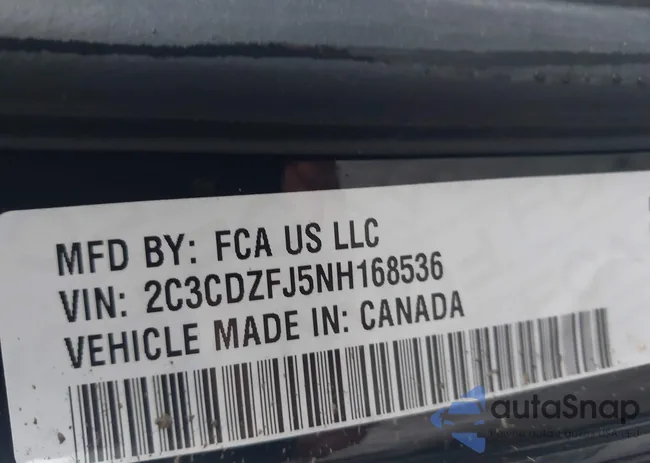 MFD BY: FCA US LLC
VIN: 2C3CDZFJ5NH168536
VEHICLE MADE IN: CANADA
autoSnap